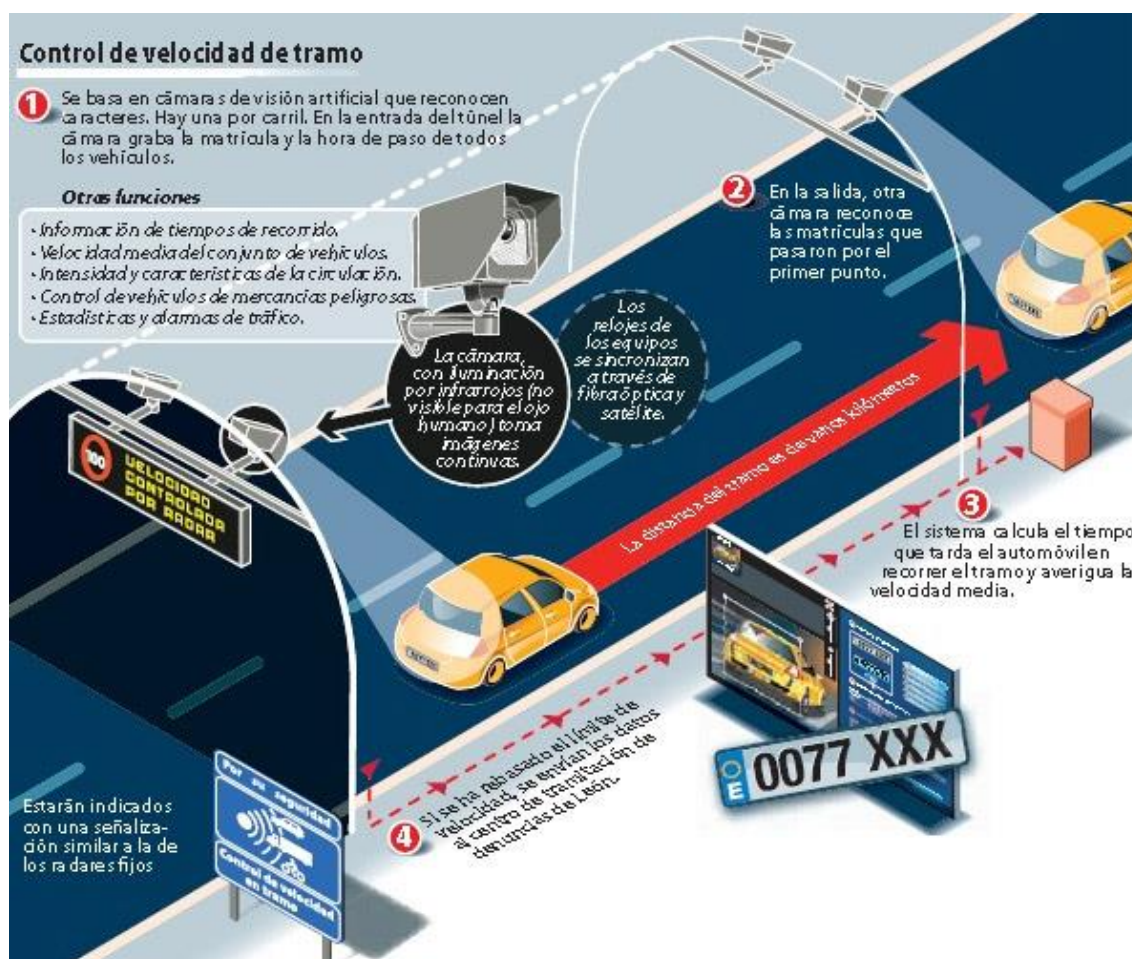 Control de velocidad de tramo
1
Se basa en cámaras de visión artificial que reconocen
caracteres. Hay una por carril. En la entrada del túnel la
cámara graba la matrícula y la hora de paso de todos
los vehículos.
Otras funciones
• Información de tiempos de recorrido.
• Velocidad media del conjunto de vehículos.
• Intensidad y características de la circulación.
• Control de vehículos de mercancías peligrosas.
• Estadísticas y alarmas de tráfico.
La cámara,
con iluminación
por infrarrojos (no
visible para el ojo
humano) toma
imágenes
continuas.
Los
relojes de
los equipos
se sincronizan
a través de
fibra óptica y
satélite.
2
En la salida, otra
cámara reconoce
las matrículas que
pasaron por el
primer punto.
100
VELOCIDAD
CONTROLADA
POR RADAR
La distancia del tramo es de varios kilómetros
3
El sistema calcula el tiempo
que tarda el automóvil en
recorrer el tramo y averigua la
velocidad media.
E 0077 XXX
4
Si se ha rebasado el límite de
velocidad, se envían los datos
al centro de tramitación de
denuncias de León.
Estarán indicados
con una señaliza-
ción similar a la de
los radares fijos
Por su seguridad
Control de velocidad
en tramo